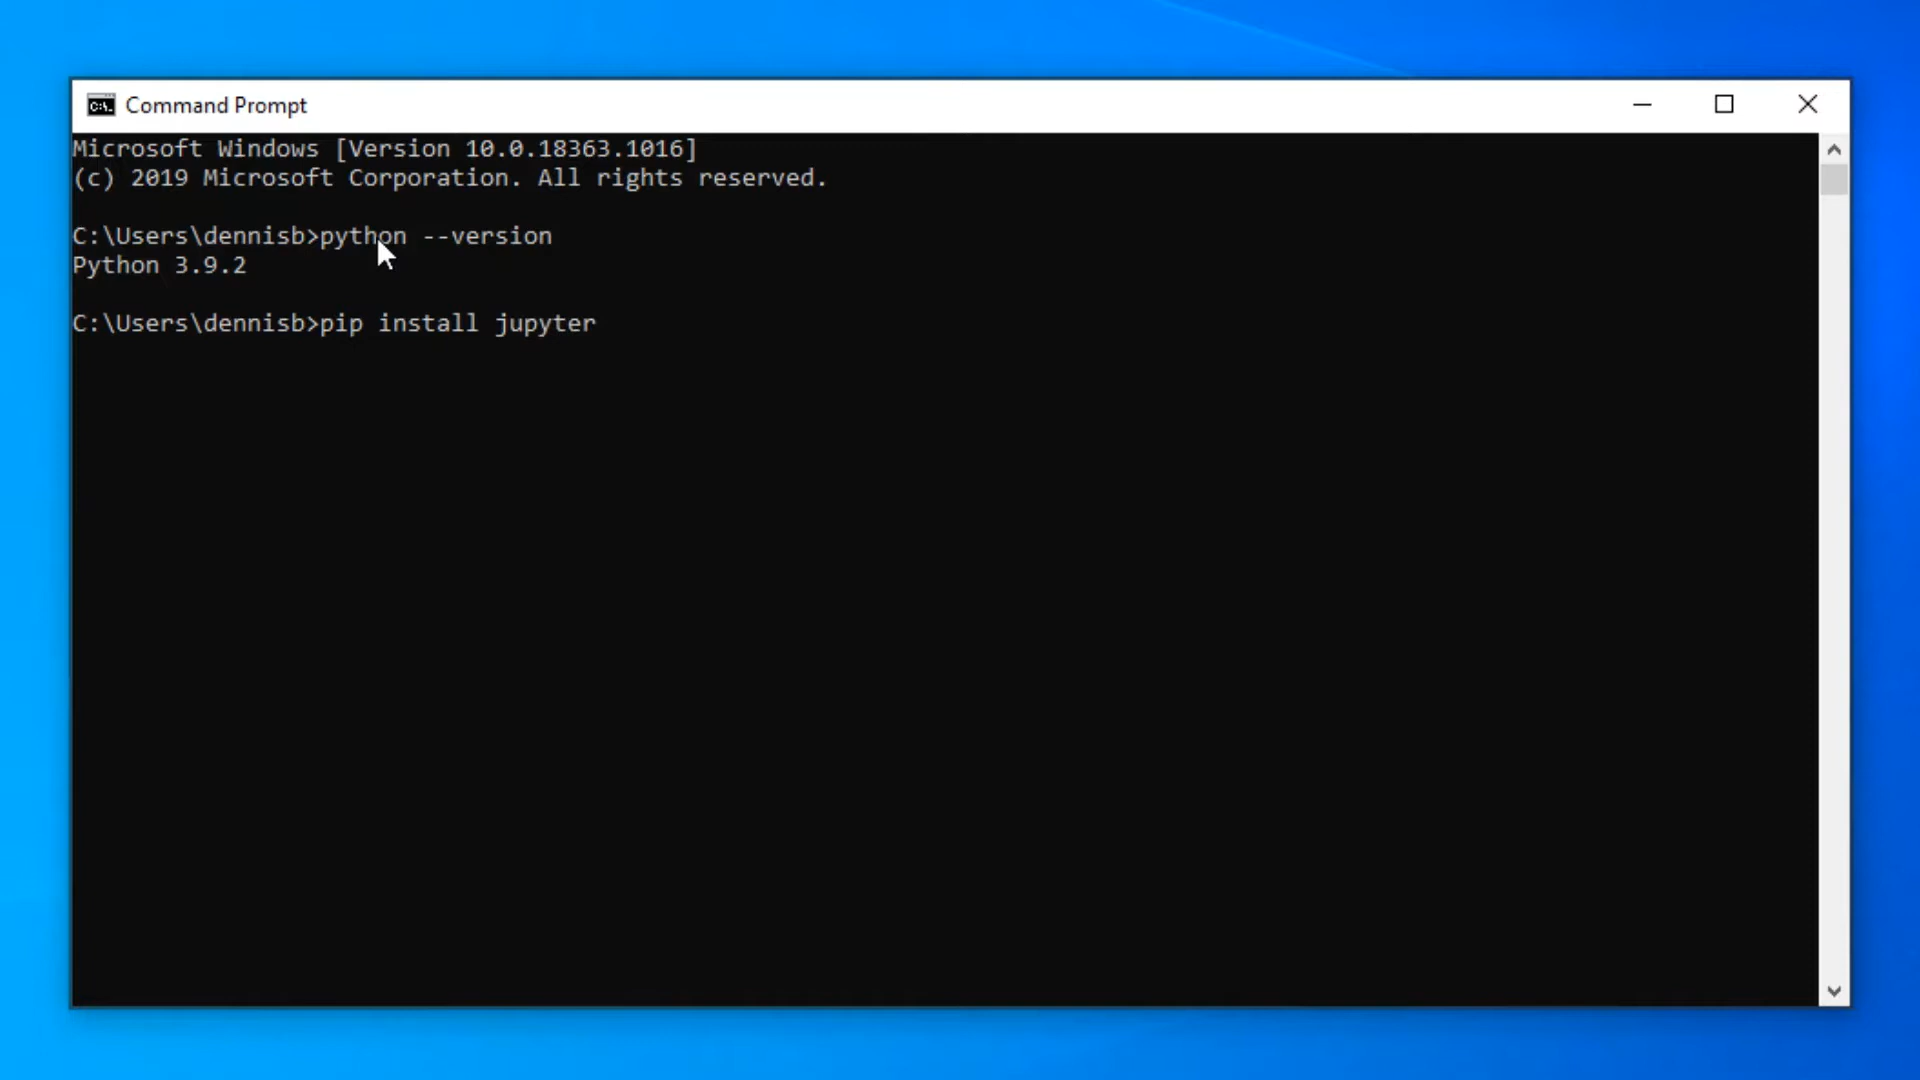 Command Prompt
Microsoft Windows [Version 10.0.18363.1016]
(c) 2019 Microsoft Corporation. All rights reserved.
C:\Users\dennisb>python --version
Python 3.9.2
C:\Users\dennisb>pip install jupyter